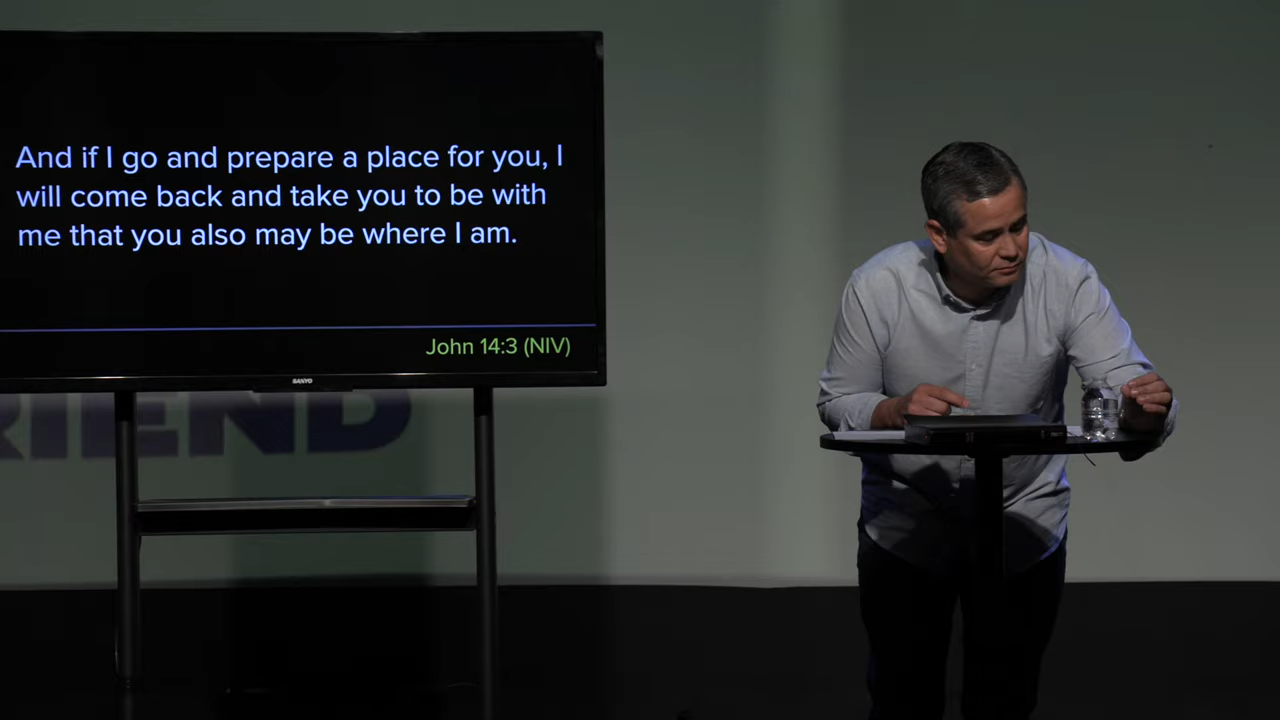 And if I go and prepare a place for you, I
will come back and take you to be with
me that you also may be where I am.
John 14:3 (NIV)
SANYO
RIEND